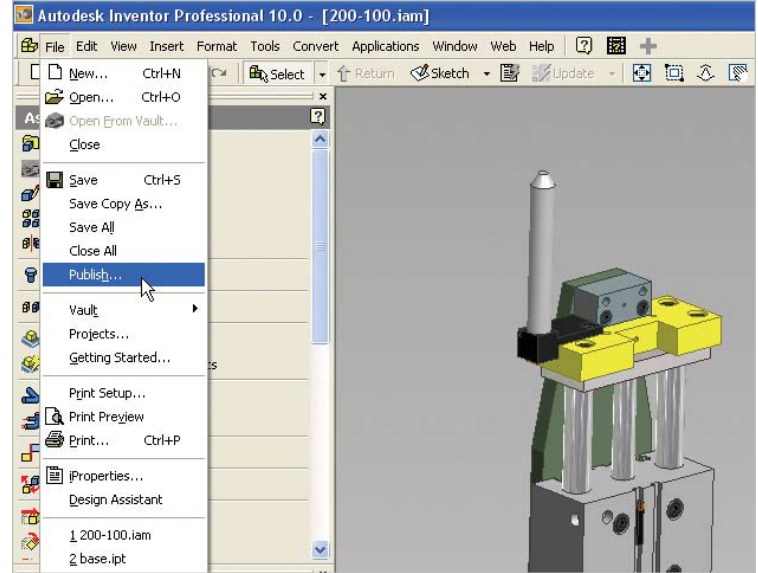 Autodesk Inventor Professional 10.0 - [200-100.iam]
File Edit View Insert Format Tools Convert Applications Window Web Help
Select Return Sketch Update
New... Ctrl+N
Open... Ctrl+O
As
Open From Vault...
Close
Save Ctrl+S
Save Copy As...
Save All
Close All
Publish...
Vault
Projects...
Getting Started...
Print Setup...
Print Preview
Print... Ctrl+P
iProperties...
Design Assistant
1 200-100.iam
2 base.ipt